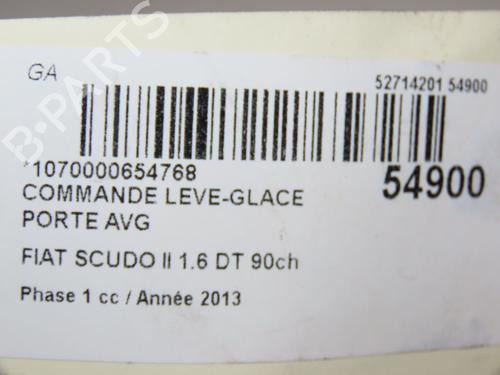 GA
52714201 54900
*1070000654768
54900
COMMANDE LEVE-GLACE
PORTE AVG
FIAT SCUDO II 1.6 DT 90ch
Phase 1 cc / Année 2013
B-PARTS